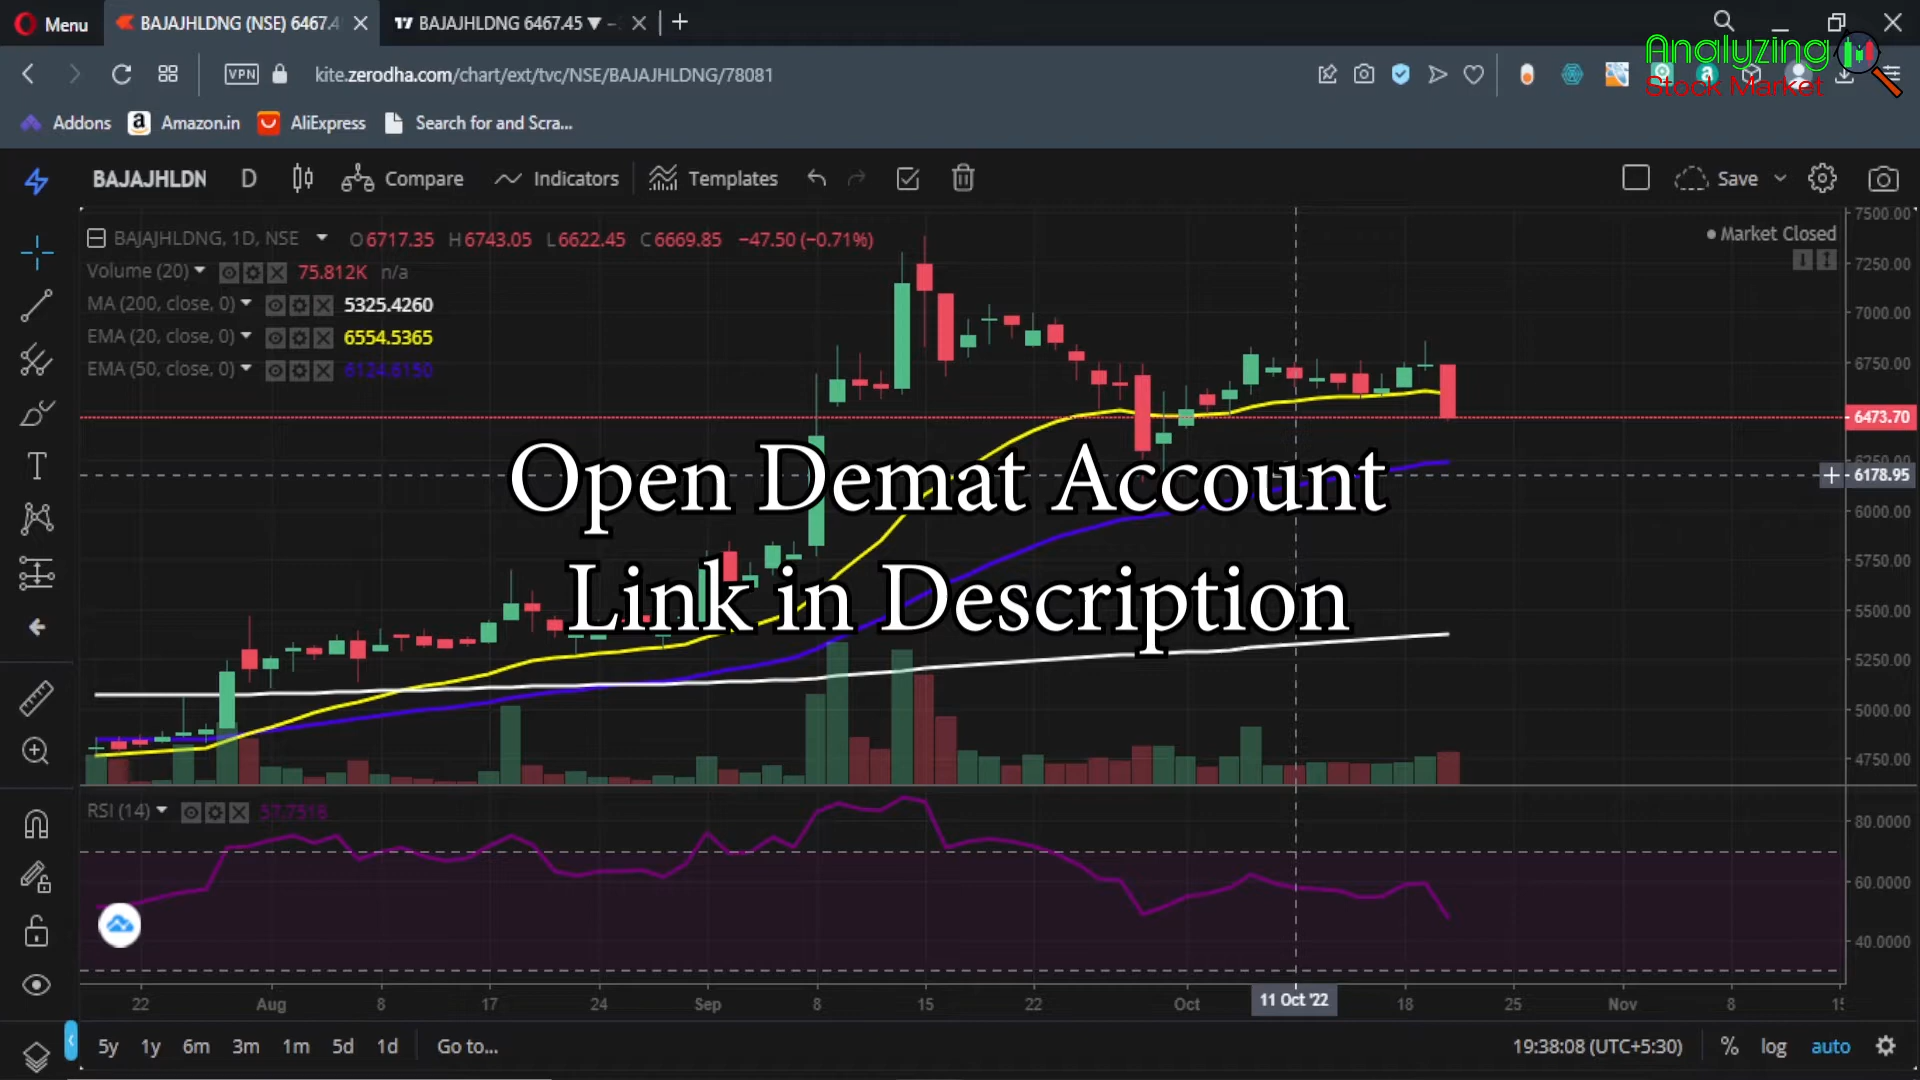 Menu
BAJAJHLDNG (NSE) 6467.4
BAJAJHLDNG 6467.45 ▼ −
Analyzing
Stock Market
VPN
kite.zerodha.com/chart/ext/tvc/NSE/BAJAJHLDNG/78081
Addons
Amazon.in
AliExpress
Search for and Scra...
BAJAJHLDN
D
Compare
Indicators
Templates
Save
BAJAJHLDNG, 1D, NSE O6717.35 H6743.05 L6622.45 C6669.85 −47.50 (−0.71%)
Market Closed
Volume (20) 75.812K n/a
MA (200, close, 0) 5325.4260
EMA (20, close, 0) 6554.5365
EMA (50, close, 0) 6124.6150
7500.00
7250.00
7000.00
6750.00
6473.70
6250.00
6178.95
6000.00
5750.00
5500.00
5250.00
5000.00
4750.00
Open Demat Account
Link in Description
RSI (14) 57.7518
80.0000
60.0000
40.0000
22 Aug 8 17 24 Sep 8 15 22 Oct 11 Oct '22 18 25 Nov 8
5y 1y 6m 3m 1m 5d 1d Go to...
19:38:08 (UTC+5:30) % log auto